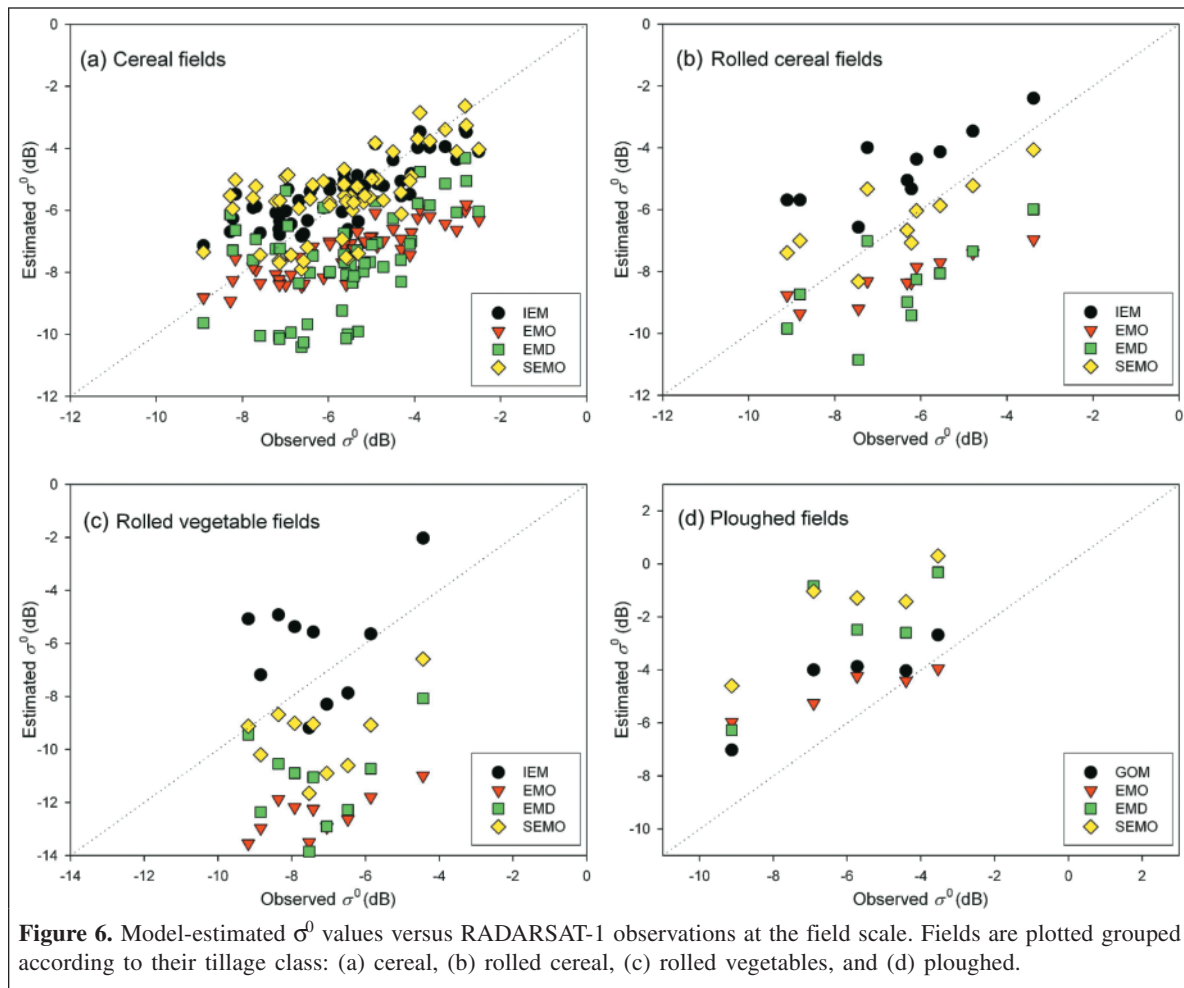 (a) Cereal fields
Estimated σ⁰ (dB)
0
-2
-4
-6
-8
-10
-12
-12
-10
-8
-6
-4
-2
0
Observed σ⁰ (dB)
IEM
EMO
EMD
SEMO
(b) Rolled cereal fields
Estimated σ⁰ (dB)
0
-2
-4
-6
-8
-10
-12
-12
-10
-8
-6
-4
-2
0
Observed σ⁰ (dB)
IEM
EMO
EMD
SEMO
(c) Rolled vegetable fields
Estimated σ⁰ (dB)
0
-2
-4
-6
-8
-10
-12
-14
-14
-12
-10
-8
-6
-4
-2
0
Observed σ⁰ (dB)
IEM
EMO
EMD
SEMO
(d) Ploughed fields
Estimated σ⁰ (dB)
2
0
-2
-4
-6
-8
-10
-10
-8
-6
-4
-2
0
2
Observed σ⁰ (dB)
GOM
EMO
EMD
SEMO
Figure 6. Model-estimated σ⁰ values versus RADARSAT-1 observations at the field scale. Fields are plotted grouped
according to their tillage class: (a) cereal, (b) rolled cereal, (c) rolled vegetables, and (d) ploughed.